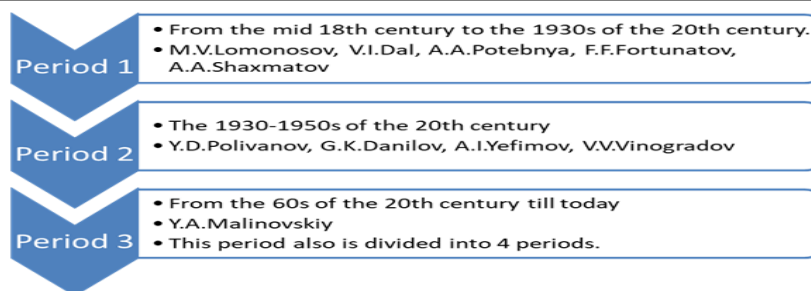 Period 1
• From the mid 18th century to the 1930s of the 20th century.
• M.V.Lomonosov, V.I.Dal, A.A.Potebnya, F.F.Fortunatov,
A.A.Shaxmatov
Period 2
• The 1930-1950s of the 20th century
• Y.D.Polivanov, G.K.Danilov, A.I.Yefimov, V.V.Vinogradov
Period 3
• From the 60s of the 20th century till today
• Y.A.Malinovskiy
• This period also is divided into 4 periods.